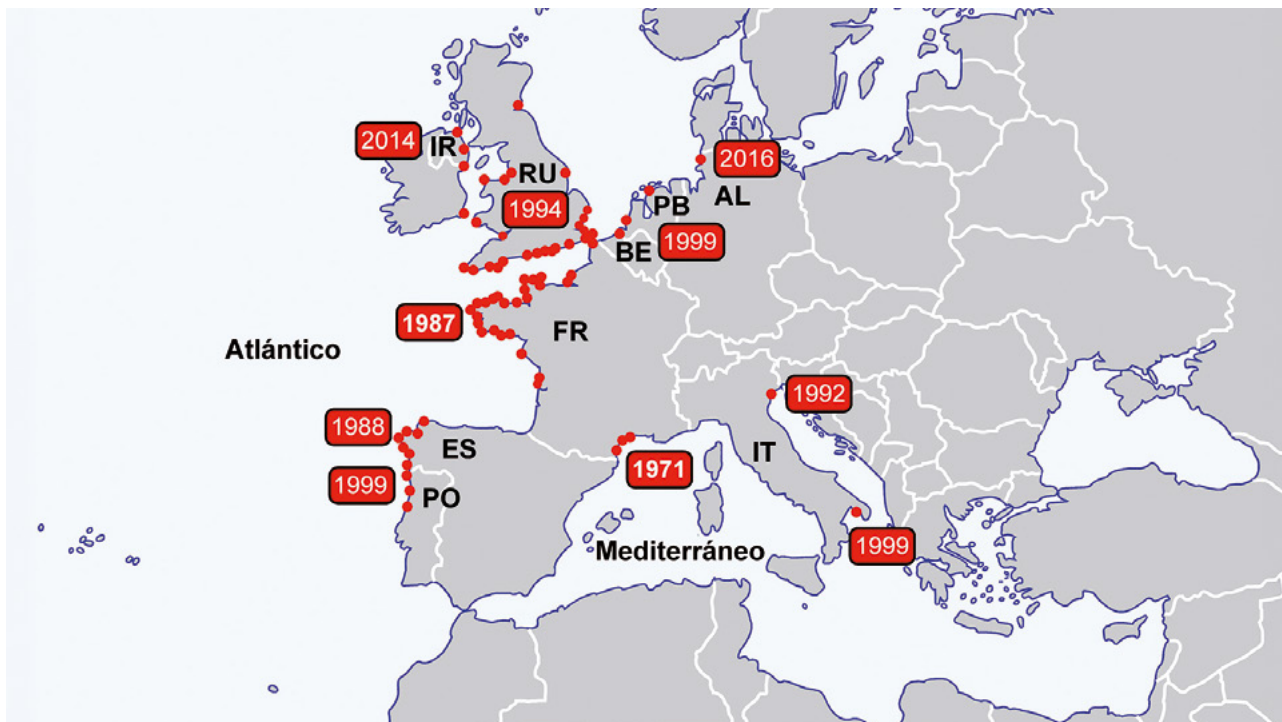 2014
IR
RU
2016
AL
1994
PB
BE
1999
1987
FR
Atlántico
1992
1988
ES
IT
1971
1999
PO
Mediterráneo
1999